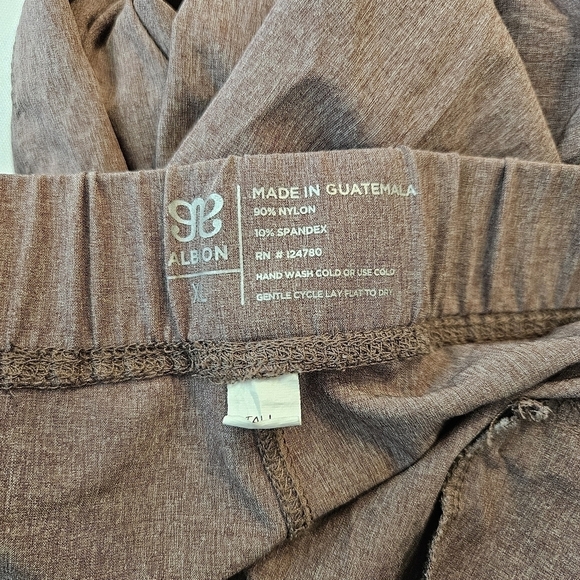 ALBION
XL
MADE IN GUATEMALA
90% NYLON
10% SPANDEX
RN # 124780
HAND WASH COLD OR USE COLD
GENTLE CYCLE LAY FLAT TO DRY